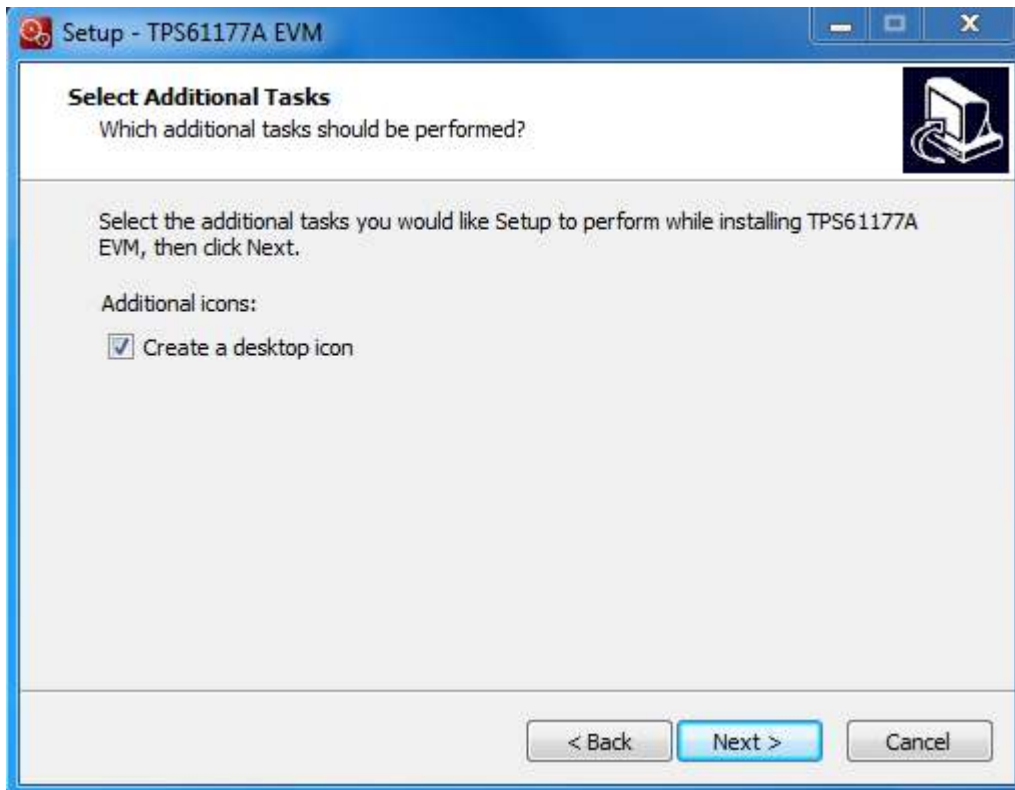 Setup - TPS61177A EVM
Select Additional Tasks
Which additional tasks should be performed?
Select the additional tasks you would like Setup to perform while installing TPS61177A
EVM, then click Next.
Additional icons:
Create a desktop icon
< Back Next > Cancel